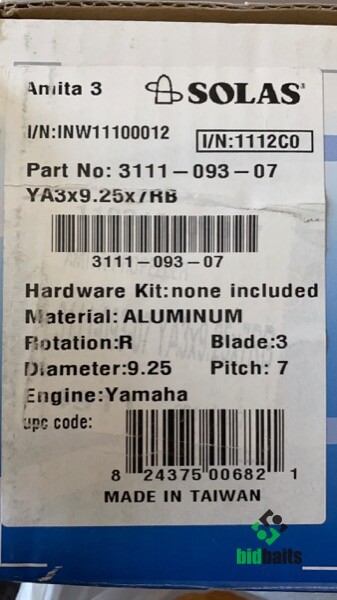 Amita 3 SOLAS
I/N:INW11100012 I/N:1112C0
Part No: 3111-093-07
YA3x9.25x7RB
3111-093-07
Hardware Kit:none included
Material: ALUMINUM
Rotation:R Blade:3
Diameter:9.25 Pitch: 7
Engine:Yamaha
upc code:
8 24375 00682 1
MADE IN TAIWAN
bidbaits